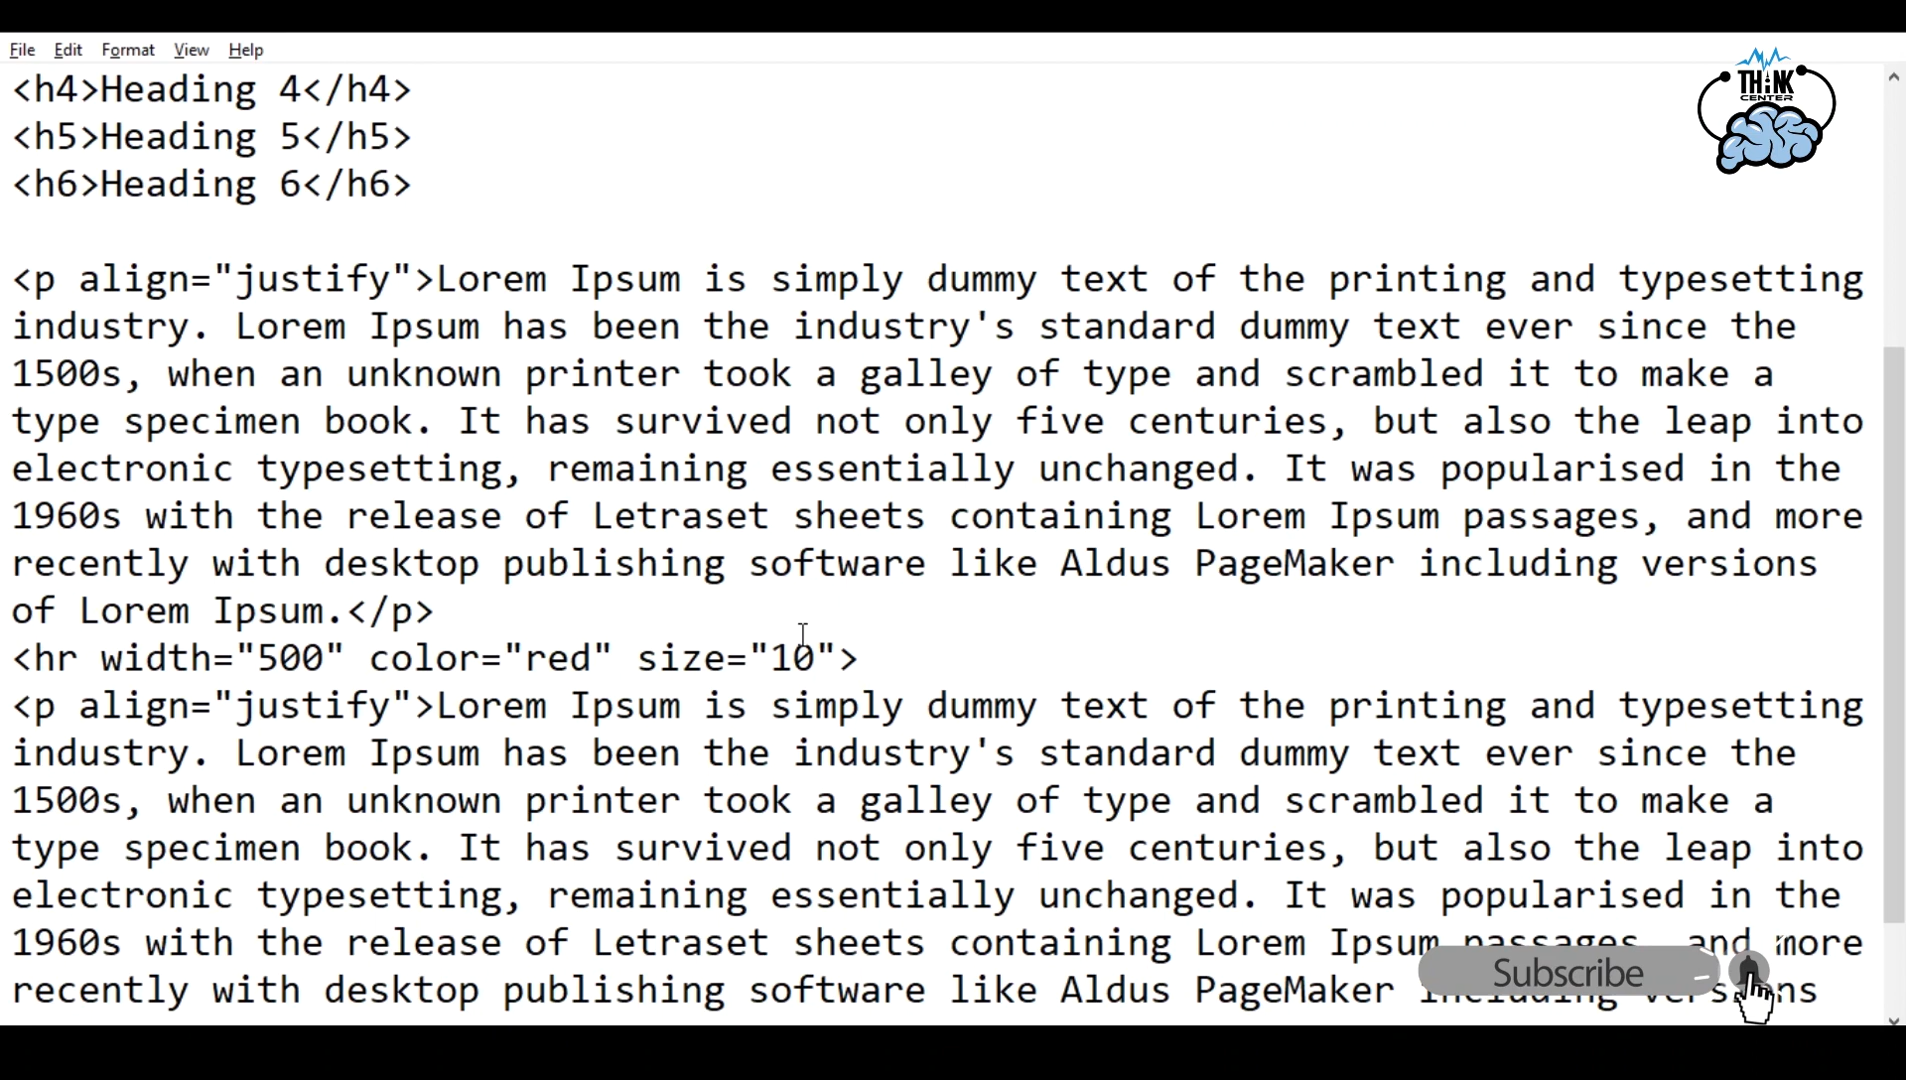 File Edit Format View Help
THiNK
CENTER
<h4>Heading 4</h4>
<h5>Heading 5</h5>
<h6>Heading 6</h6>
<p align="justify">Lorem Ipsum is simply dummy text of the printing and typesetting
industry. Lorem Ipsum has been the industry's standard dummy text ever since the
1500s, when an unknown printer took a galley of type and scrambled it to make a
type specimen book. It has survived not only five centuries, but also the leap into
electronic typesetting, remaining essentially unchanged. It was popularised in the
1960s with the release of Letraset sheets containing Lorem Ipsum passages, and more
recently with desktop publishing software like Aldus PageMaker including versions
of Lorem Ipsum.</p>
<hr width="500" color="red" size="10">
<p align="justify">Lorem Ipsum is simply dummy text of the printing and typesetting
industry. Lorem Ipsum has been the industry's standard dummy text ever since the
1500s, when an unknown printer took a galley of type and scrambled it to make a
type specimen book. It has survived not only five centuries, but also the leap into
electronic typesetting, remaining essentially unchanged. It was popularised in the
1960s with the release of Letraset sheets containing Lorem Ipsum passages, and more
recently with desktop publishing software like Aldus PageMaker including versions
Subscribe